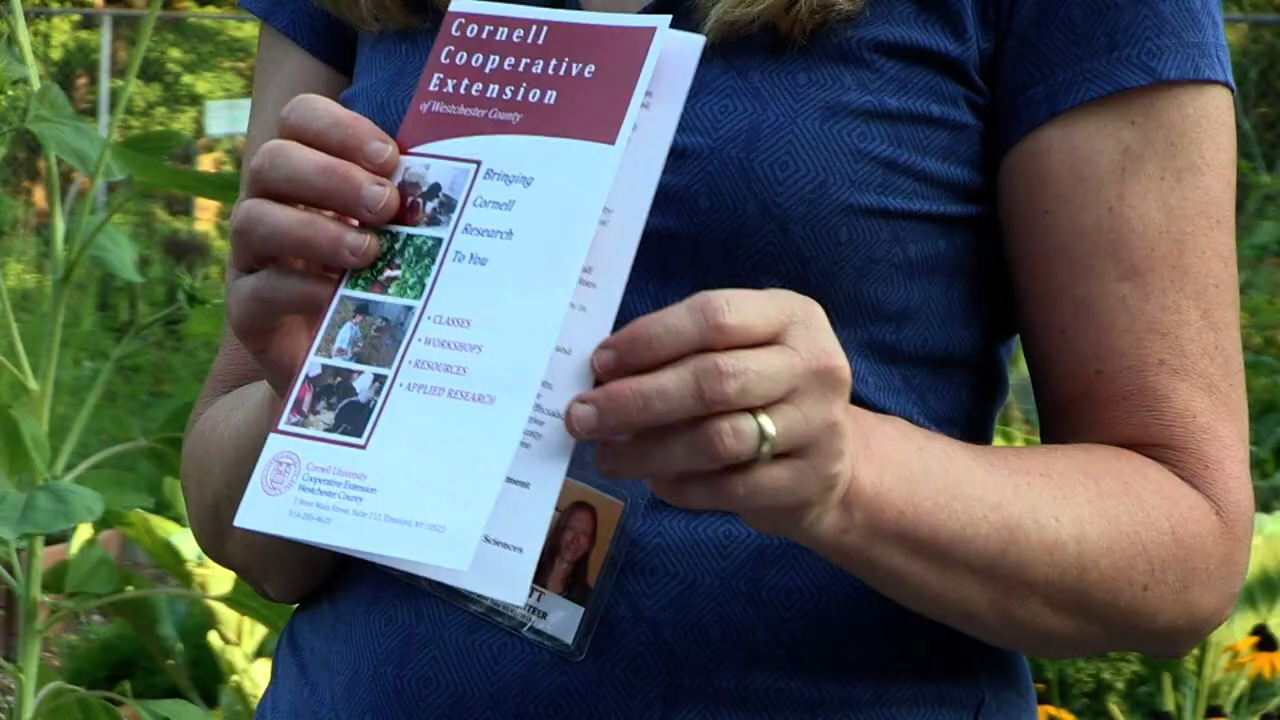 Cornell
Cooperative
Extension
of Westchester County
Bringing
Cornell
Research
To You
• CLASSES
• WORKSHOPS
• RESOURCES
• APPLIED RESEARCH
Cornell University
Cooperative Extension
Westchester County
Sciences